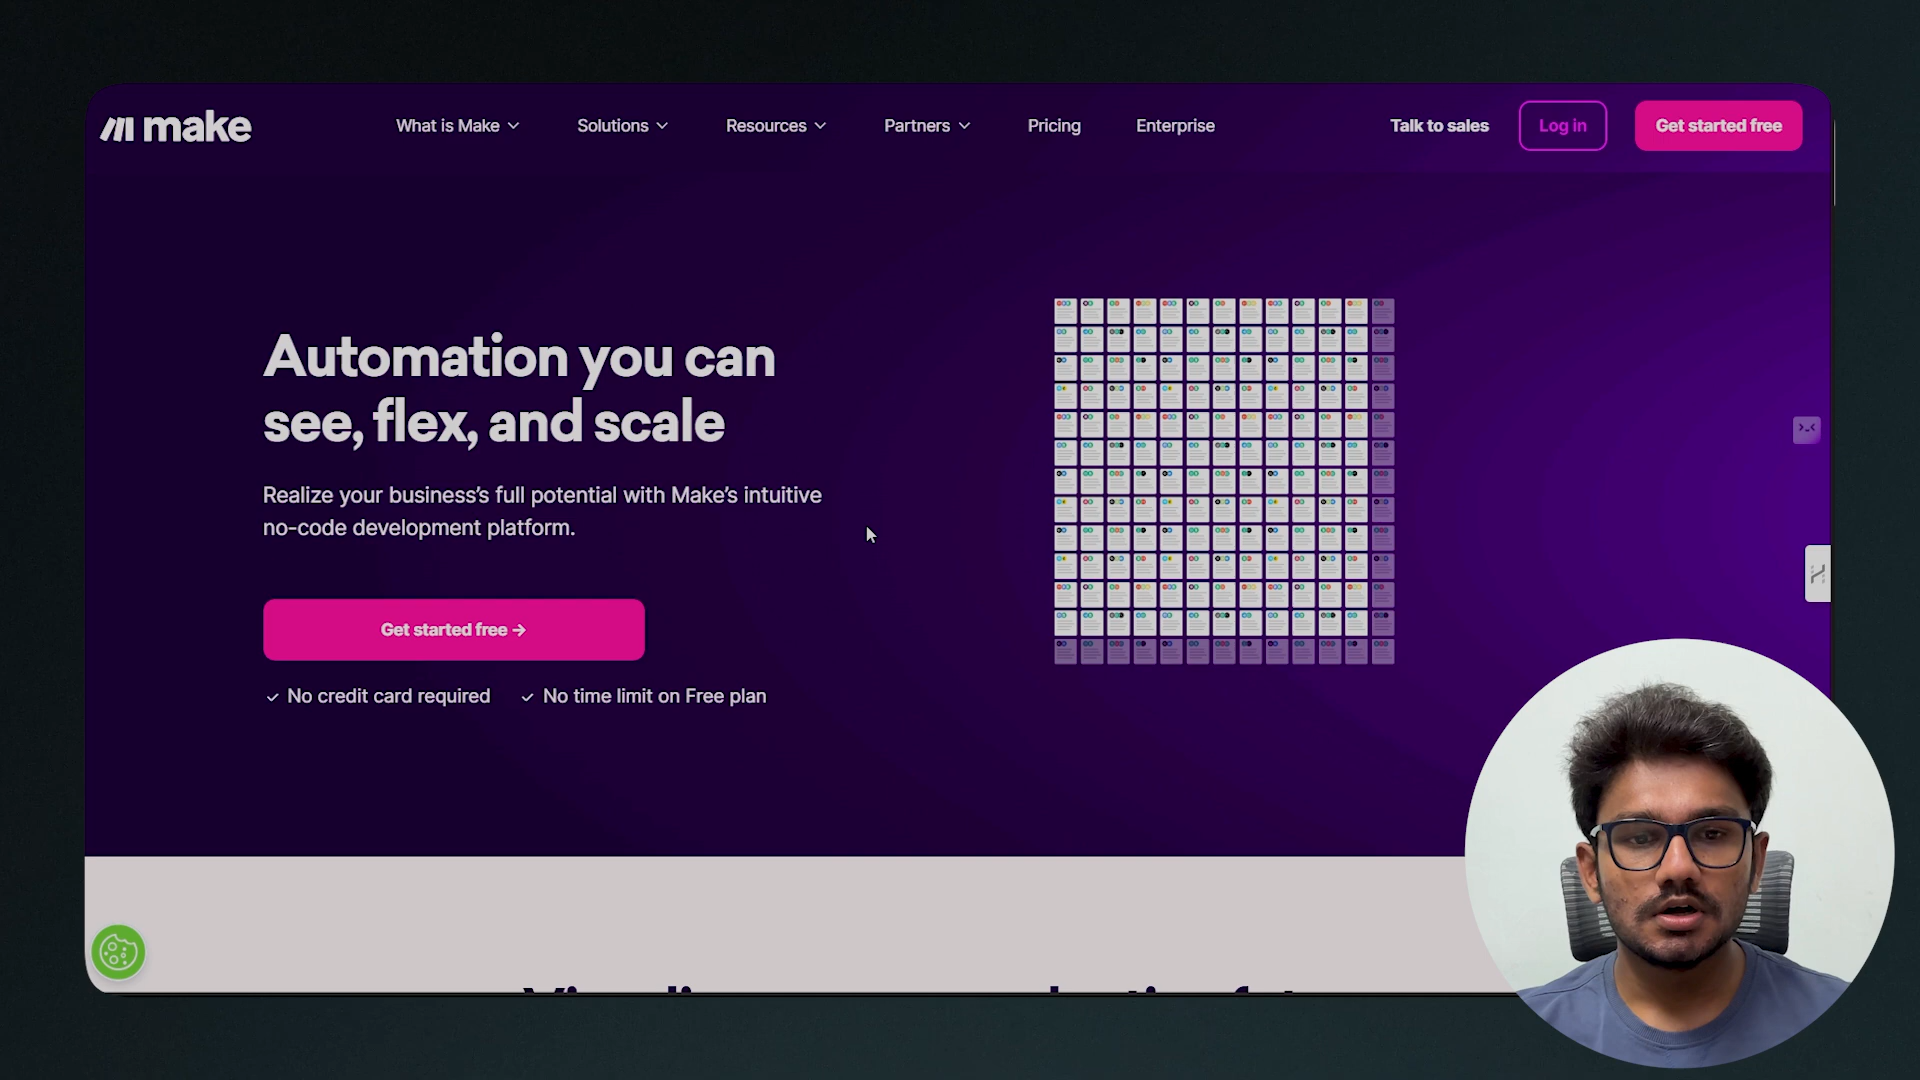 make
What is Make
Solutions
Resources
Partners
Pricing
Enterprise
Talk to sales
Log in
Get started free
Automation you can
see, flex, and scale
Realize your business's full potential with Make's intuitive
no-code development platform.
Get started free →
✓ No credit card required
✓ No time limit on Free plan